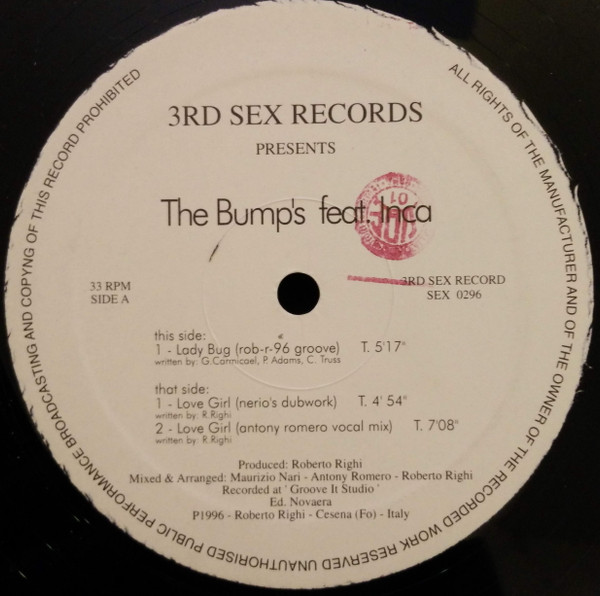 3RD SEX RECORDS
PRESENTS
The Bump's feat. Inca
33 RPM
SIDE A
3RD SEX RECORD
SEX 0296
this side:
1 - Lady Bug (rob-r-96 groove) T. 5'17"
written by: G.Carmicael, P. Adams, C. Truss
that side:
1 - Love Girl (nerio's dubwork) T. 4' 54"
written by: R.Righi
2 - Love Girl (antony romero vocal mix) T. 7'08"
written by: R.Righi
Produced: Roberto Righi
Mixed & Arranged: Maurizio Nari - Antony Romero - Roberto Righi
Recorded at ' Groove It Studio '
Ed. Novaera
P1996 - Roberto Righi - Cesena (Fo) - Italy
ALL RIGHTS OF THE MANUFACTURER AND OF THE OWNER OF THE RECORDED WORK RESERVED UNAUTHORISED PUBLIC PERFORMANCE BROADCASTING AND COPYNG OF THIS RECORD PROHIBITED